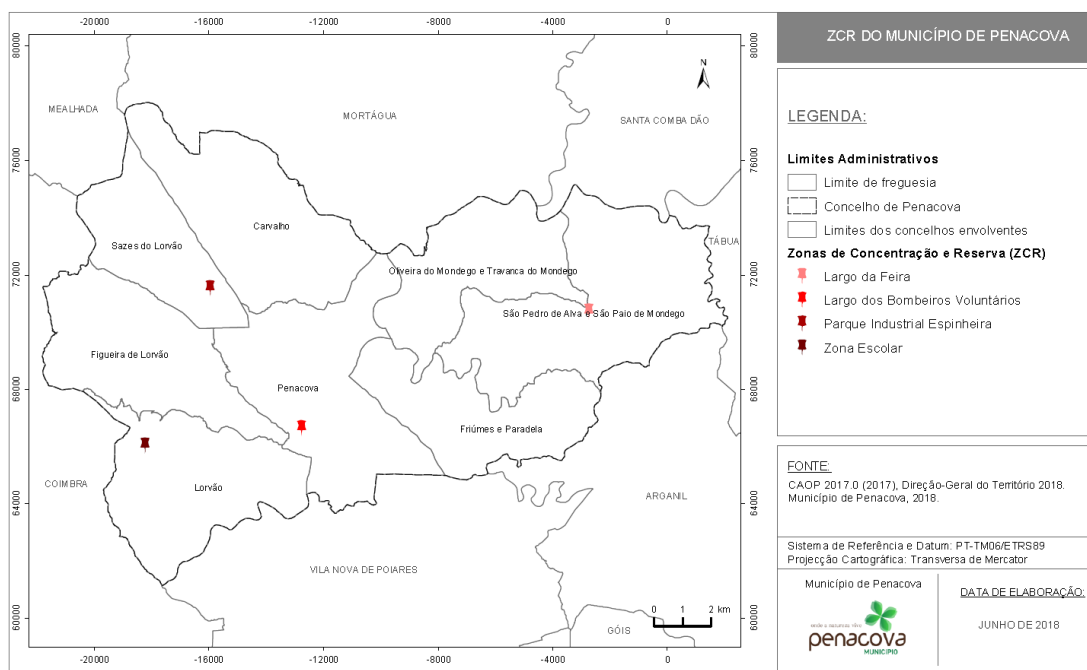 -20000 -16000 -12000 -8000 -4000 0
80000
76000
72000
68000
64000
60000
N
MEALHADA
MORTÁGUA
SANTA COMBA DÃO
TÁBUA
Carvalho
Sazes do Lorvão
Oliveira do Mondego e Travanca do Mondego
São Pedro de Alva e São Paio de Mondego
Figueira de Lorvão
Penacova
Friúmes e Paradela
Lorvão
COIMBRA
ARGANIL
VILA NOVA DE POIARES
GÓIS
0 1 2 km
80000
76000
72000
68000
64000
60000
-20000 -16000 -12000 -8000 -4000 0
ZCR DO MUNICÍPIO DE PENACOVA
LEGENDA:
Limites Administrativos
Limite de freguesia
Concelho de Penacova
Limites dos concelhos envolventes
Zonas de Concentração e Reserva (ZCR)
Largo da Feira
Largo dos Bombeiros Voluntários
Parque Industrial Espinheira
Zona Escolar
FONTE:
CAOP 2017.0 (2017), Direção-Geral do Território 2018.
Município de Penacova, 2018.
Sistema de Referência e Datum: PT-TM06/ETRS89
Projecção Cartográfica: Transversa de Mercator
Município de Penacova
onde a natureza vive
penacova
MUNICÍPIO
DATA DE ELABORAÇÃO:
JUNHO DE 2018